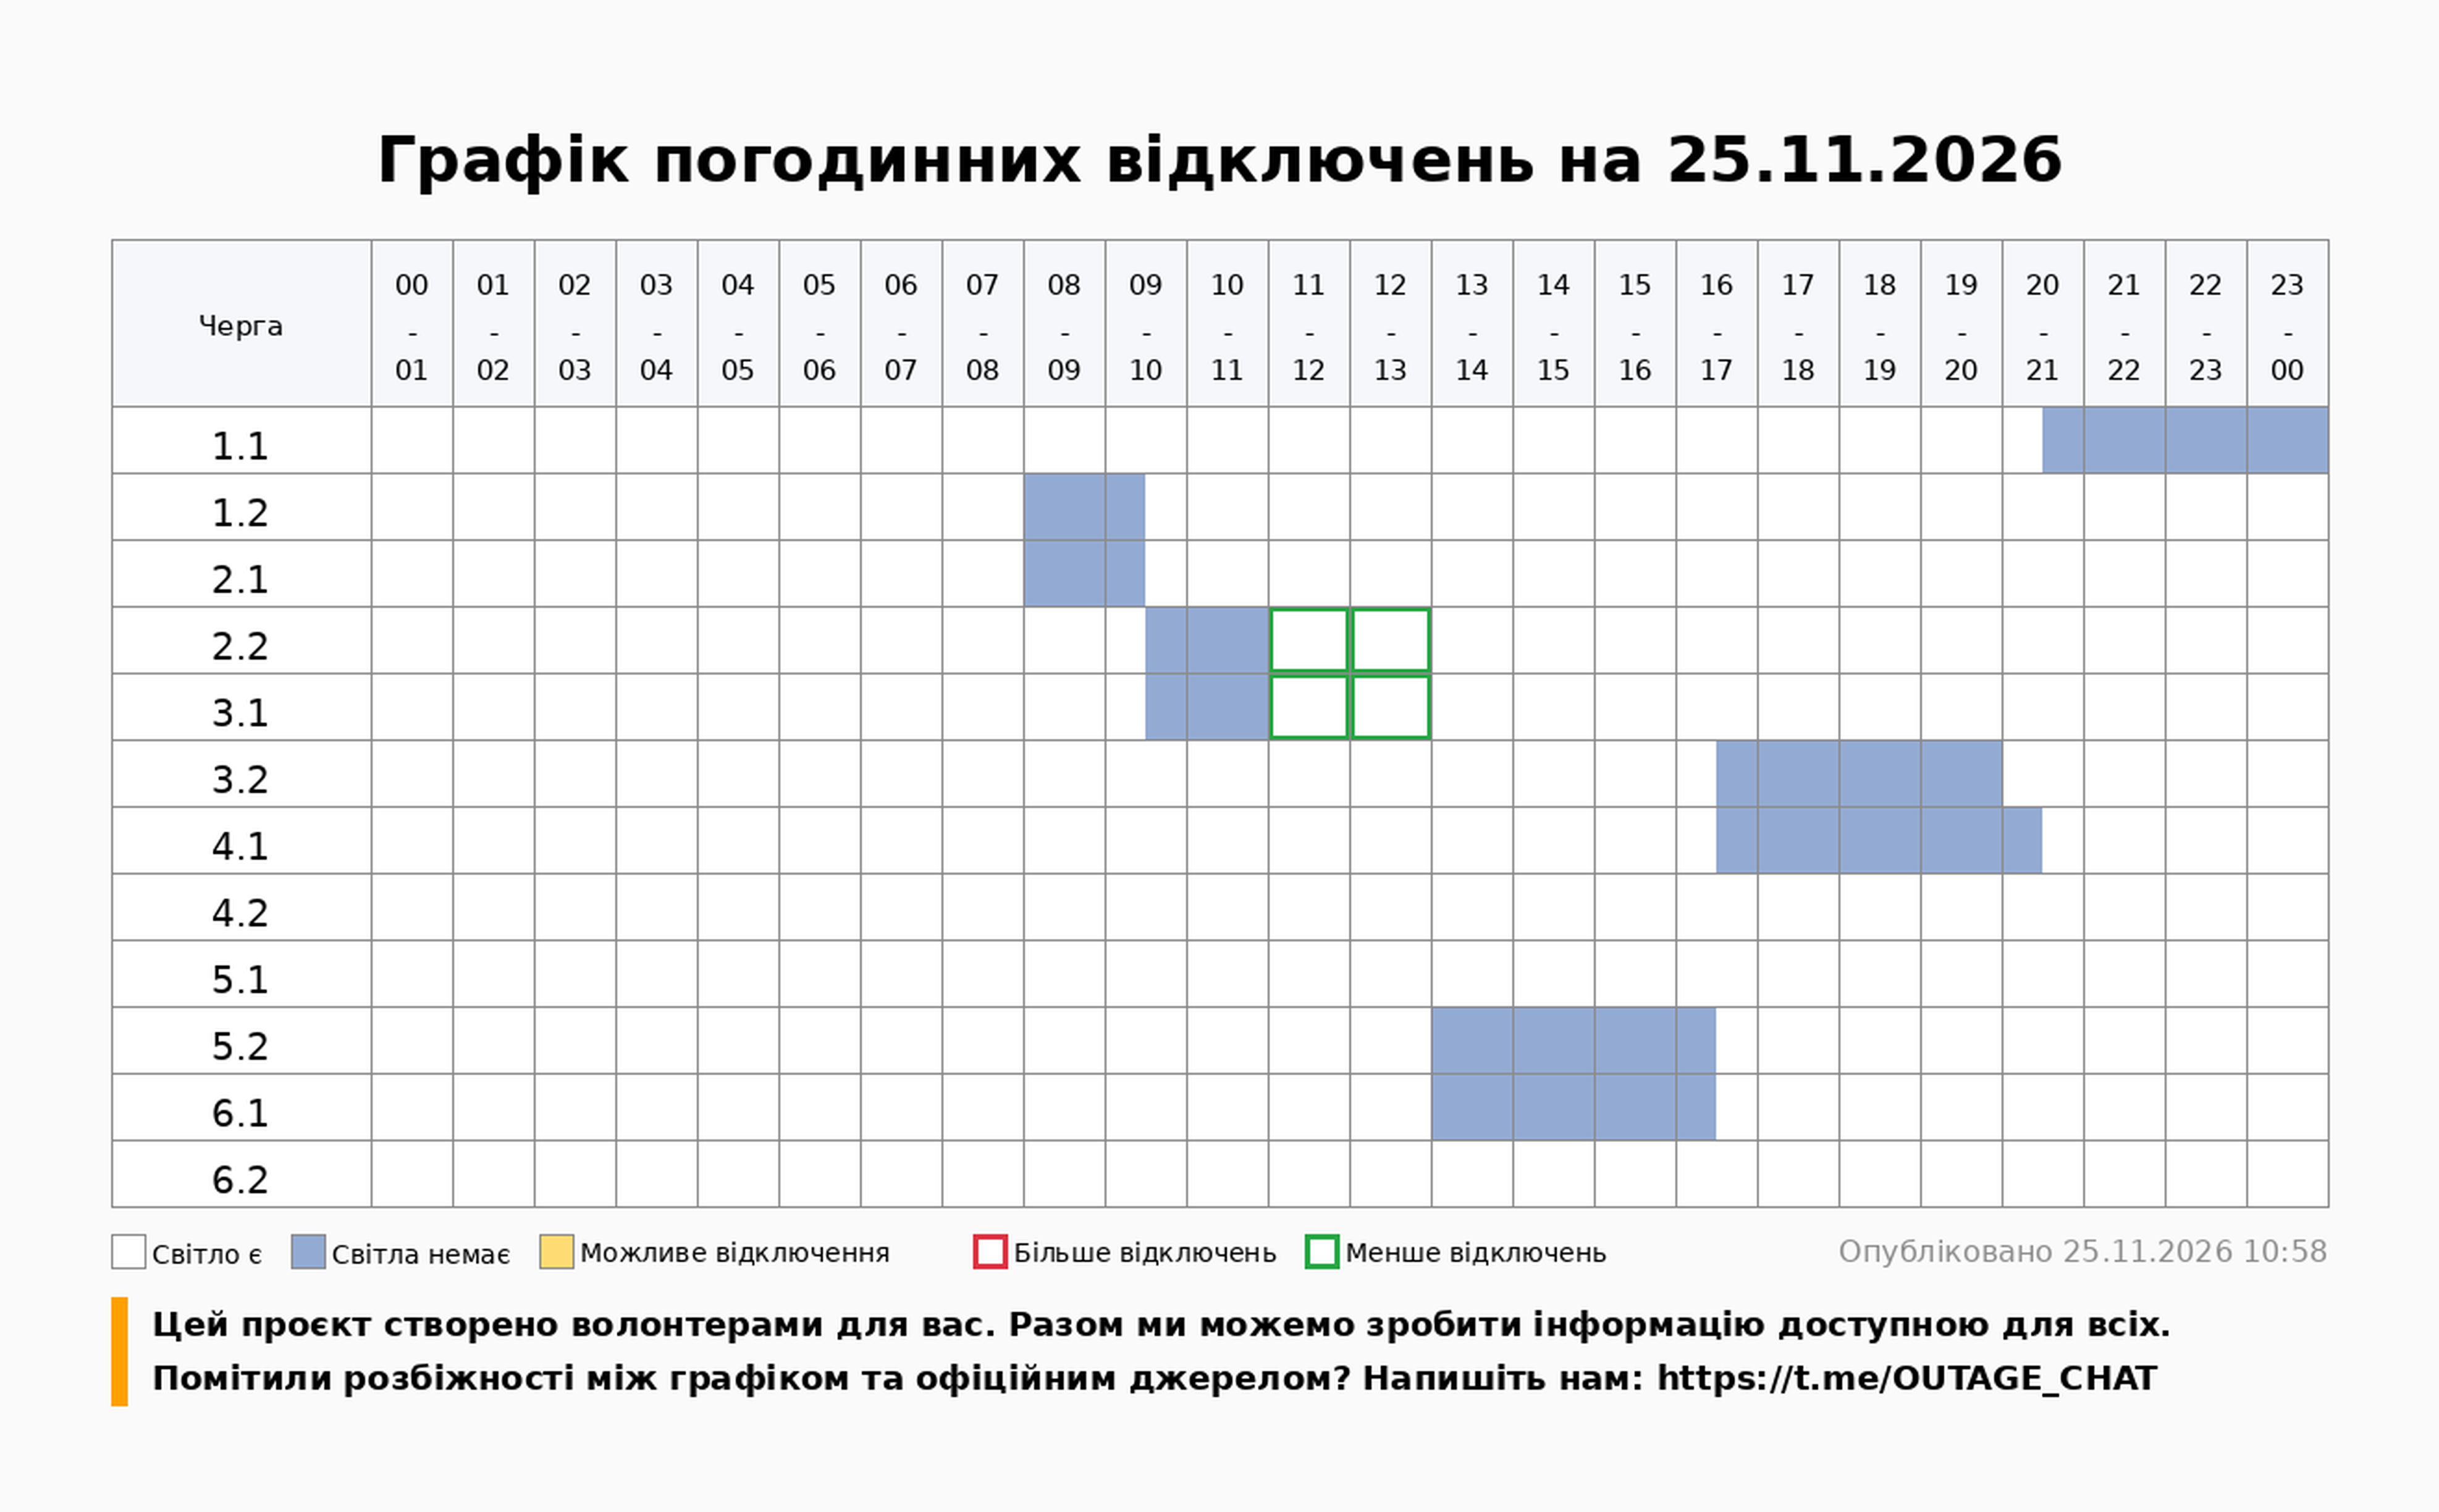 Графік погодинних відключень на 25.11.2026
Черга 00 - 01 01 - 02 02 - 03 03 - 04 04 - 05 05 - 06 06 - 07 07 - 08 08 - 09 09 - 10 10 - 11 11 - 12 12 - 13 13 - 14 14 - 15 15 - 16 16 - 17 17 - 18 18 - 19 19 - 20 20 - 21 21 - 22 22 - 23 23 - 00
1.1
1.2
2.1
2.2
3.1
3.2
4.1
4.2
5.1
5.2
6.1
6.2
Світло є Світла немає Можливе відключення Більше відключень Менше відключень Опубліковано 25.11.2026 10:58
Цей проєкт створено волонтерами для вас. Разом ми можемо зробити інформацію доступною для всіх.
Помітили розбіжності між графіком та офіційним джерелом? Напишіть нам: https://t.me/OUTAGE_CHAT